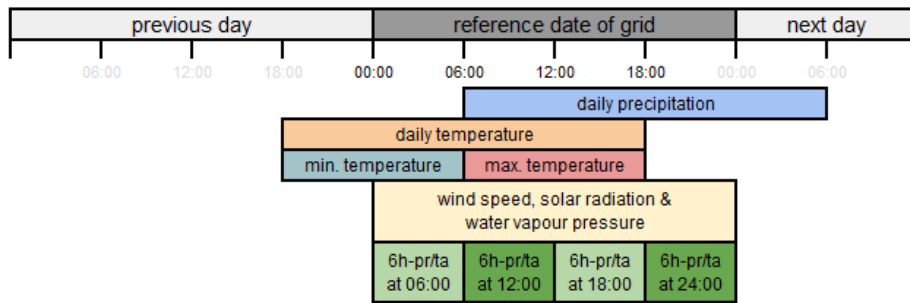 previous day
reference date of grid
next day
06:00
12:00
18:00
00:00
06:00
12:00
18:00
00:00
06:00
daily precipitation
daily temperature
min. temperature
max. temperature
wind speed, solar radiation &
water vapour pressure
6h-pr/ta
at 06:00
6h-pr/ta
at 12:00
6h-pr/ta
at 18:00
6h-pr/ta
at 24:00